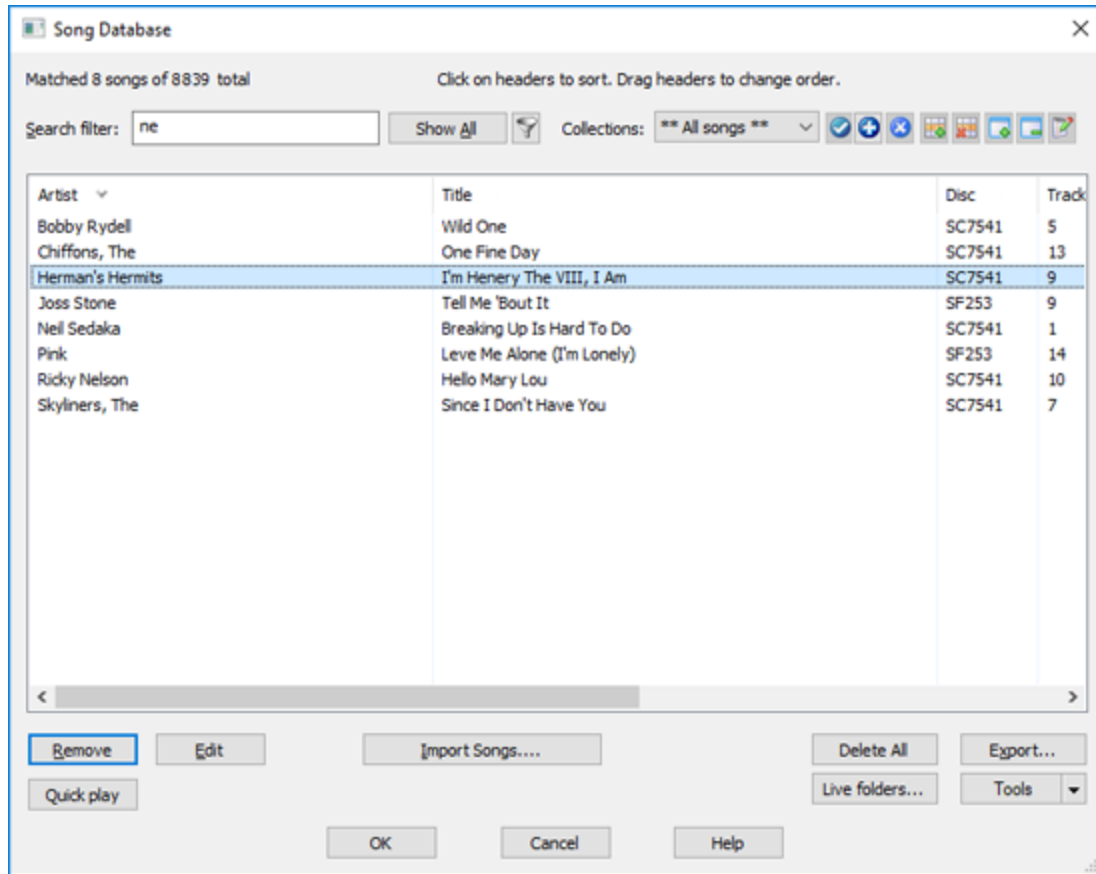 Song Database
Matched 8 songs of 8839 total Click on headers to sort. Drag headers to change order.
Search filter: ne Show All Collections: ** All songs **
Artist Title Disc Track
Bobby Rydell Wild One SC7541 5
Chiffons, The One Fine Day SC7541 13
Herman's Hermits I'm Henery The VIII, I Am SC7541 9
Joss Stone Tell Me 'Bout It SF253 9
Neil Sedaka Breaking Up Is Hard To Do SC7541 1
Pink Leve Me Alone (I'm Lonely) SF253 14
Ricky Nelson Hello Mary Lou SC7541 10
Skyliners, The Since I Don't Have You SC7541 7
Remove Edit Import Songs.... Delete All Export...
Quick play Live folders... Tools
OK Cancel Help